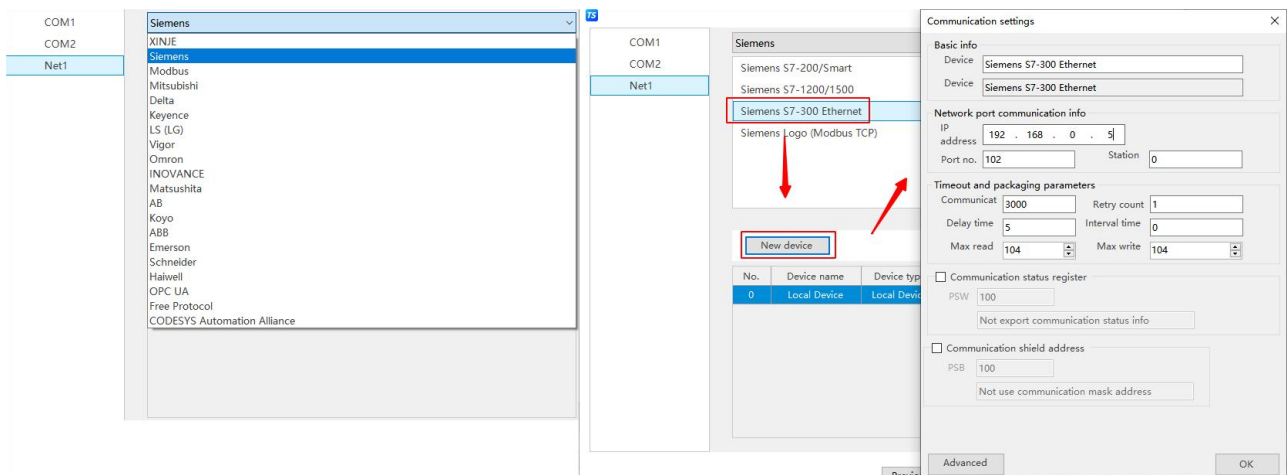 COM1
COM2
Net1
Siemens
XINJE
Siemens
Modbus
Mitsubishi
Delta
Keyence
LS (LG)
Vigor
Omron
INOVANCE
Matsushita
AB
Koyo
ABB
Emerson
Schneider
Haiwell
OPC UA
Free Protocol
CODESYS Automation Alliance
TS
COM1
COM2
Net1
Siemens
Siemens S7-200/Smart
Siemens S7-1200/1500
Siemens S7-300 Ethernet
Siemens Logo (Modbus TCP)
New device
No. Device name Device typ
0 Local Device Local Devic
Communication settings
Basic info
Device Siemens S7-300 Ethernet
Device Siemens S7-300 Ethernet
Network port communication info
IP address 192 . 168 . 0 . 5
Port no. 102 Station 0
Timeout and packaging parameters
Communicat 3000 Retry count 1
Delay time 5 Interval time 0
Max read 104 Max write 104
Communication status register
PSW 100
Not export communication status info
Communication shield address
PSB 100
Not use communication mask address
Advanced OK